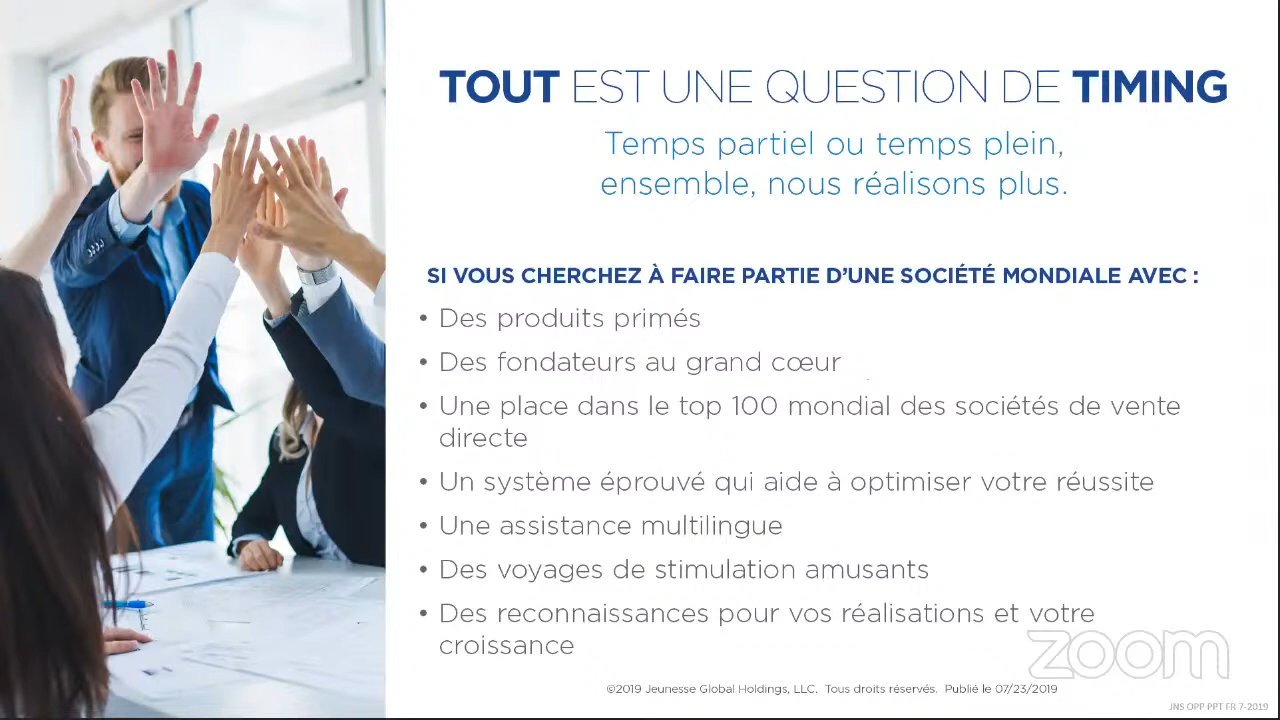 TOUT EST UNE QUESTION DE TIMING
Temps partiel ou temps plein,
ensemble, nous réalisons plus.
SI VOUS CHERCHEZ À FAIRE PARTIE D'UNE SOCIÉTÉ MONDIALE AVEC :
• Des produits primés
• Des fondateurs au grand cœur
• Une place dans le top 100 mondial des sociétés de vente
directe
• Un système éprouvé qui aide à optimiser votre réussite
• Une assistance multilingue
• Des voyages de stimulation amusants
• Des reconnaissances pour vos réalisations et votre
croissance
zoom
©2019 Jeunesse Global Holdings, LLC. Tous droits réservés. Publié le 07/23/2019
JNS OPP PPT FR 7-2019